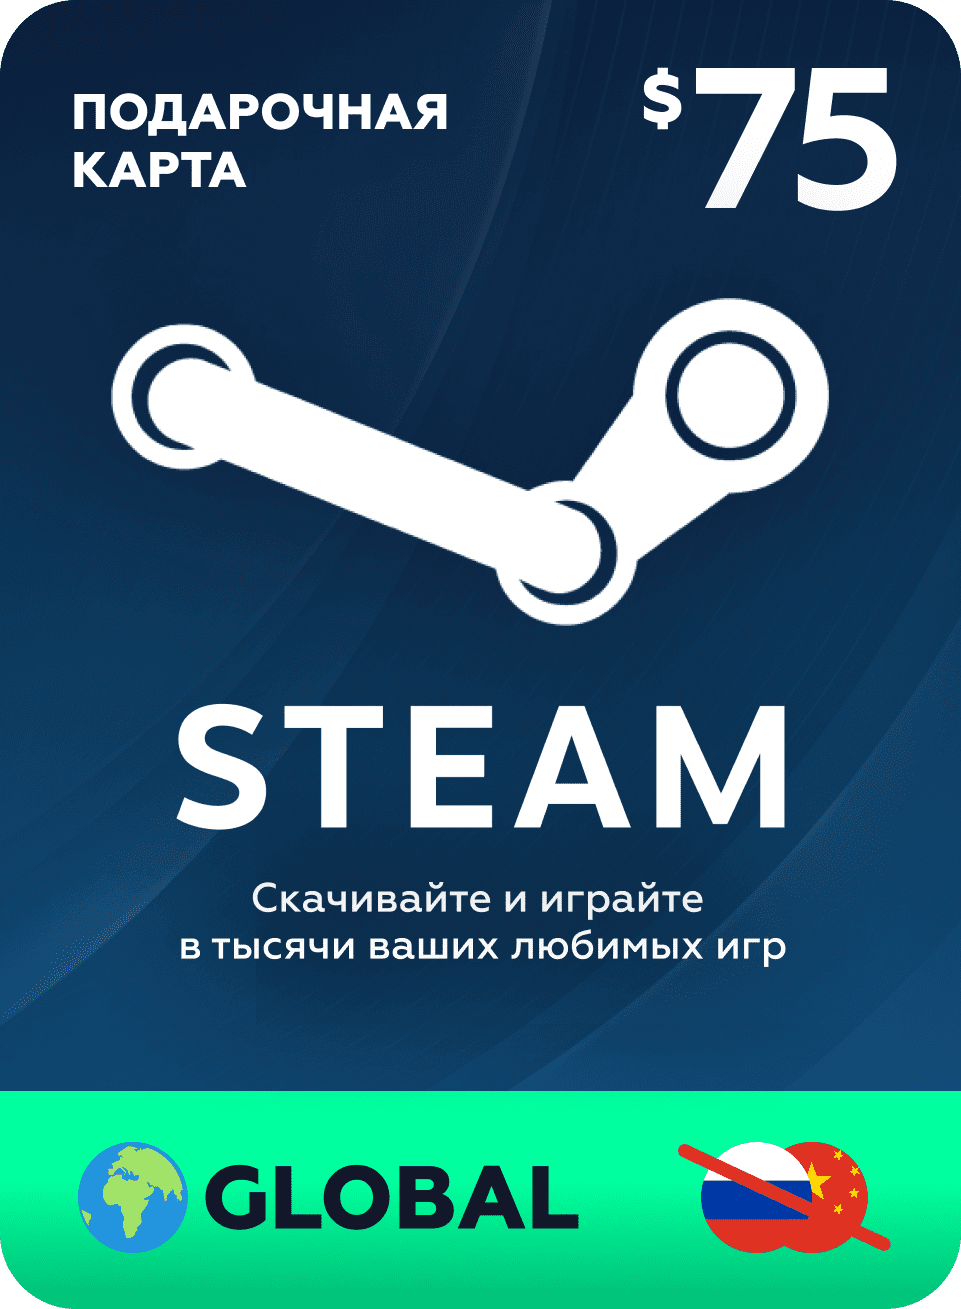 ПОДАРОЧНАЯ
КАРТА
$75
STEAM
Скачивайте и играйте
в тысячи ваших любимых игр
GLOBAL